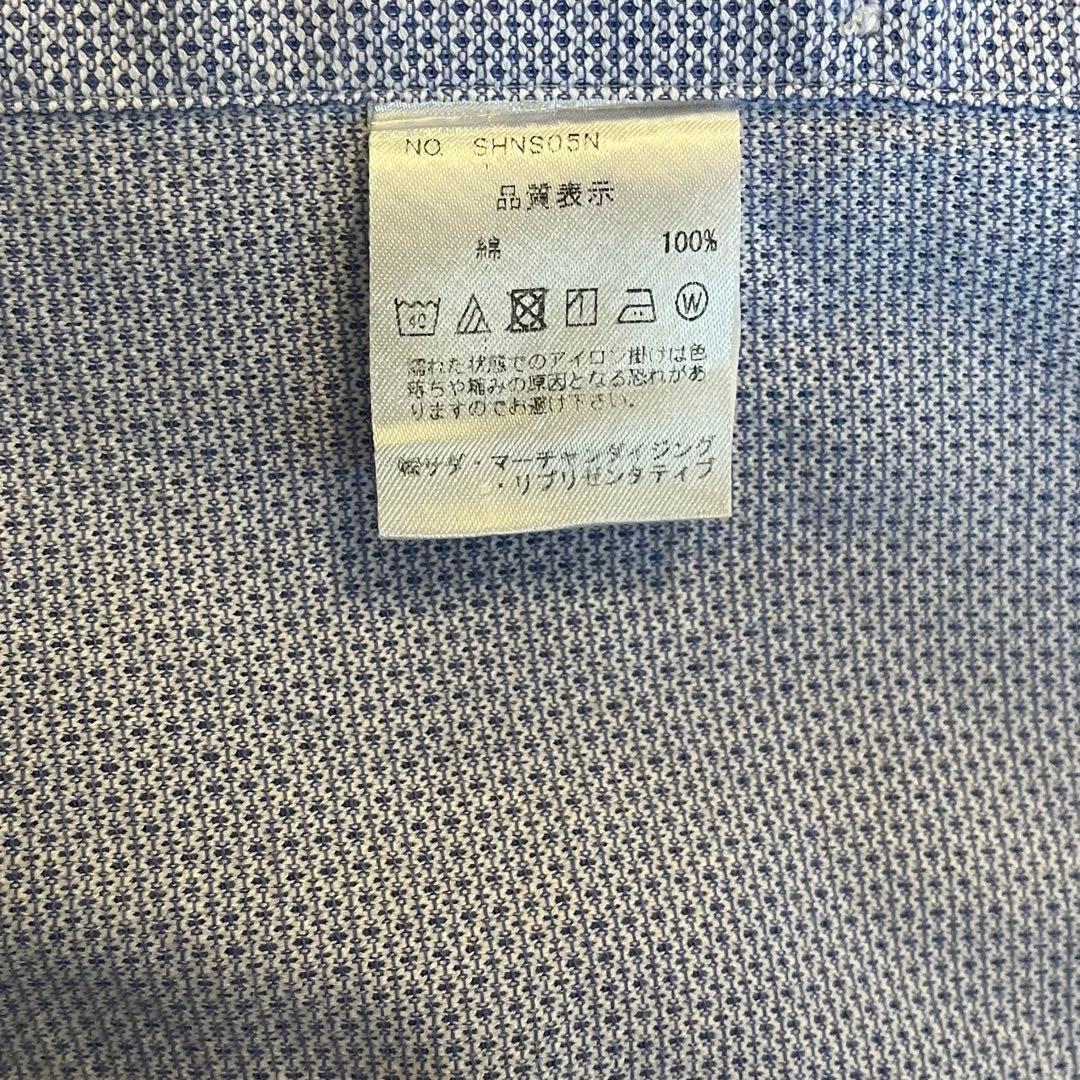 NO. SHNS05N
品質表示
綿 100%
40 W
濡れた状態でのアイロン掛けは色
落ちや縮みの原因となる恐れがあ
りますのでお避け下さい。
㈱サダ・マーチャンダイジング
・リプリゼンタティブ